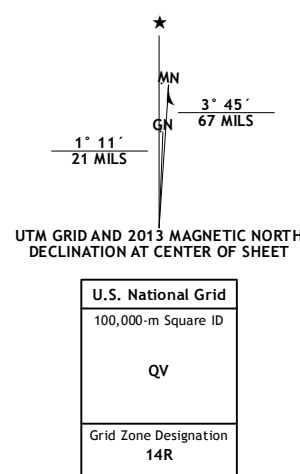 ★
MN
3° 45´
67 MILS
GN
1° 11´
21 MILS
UTM GRID AND 2013 MAGNETIC NORTH
DECLINATION AT CENTER OF SHEET
U.S. National Grid
100,000-m Square ID
QV
Grid Zone Designation
14R